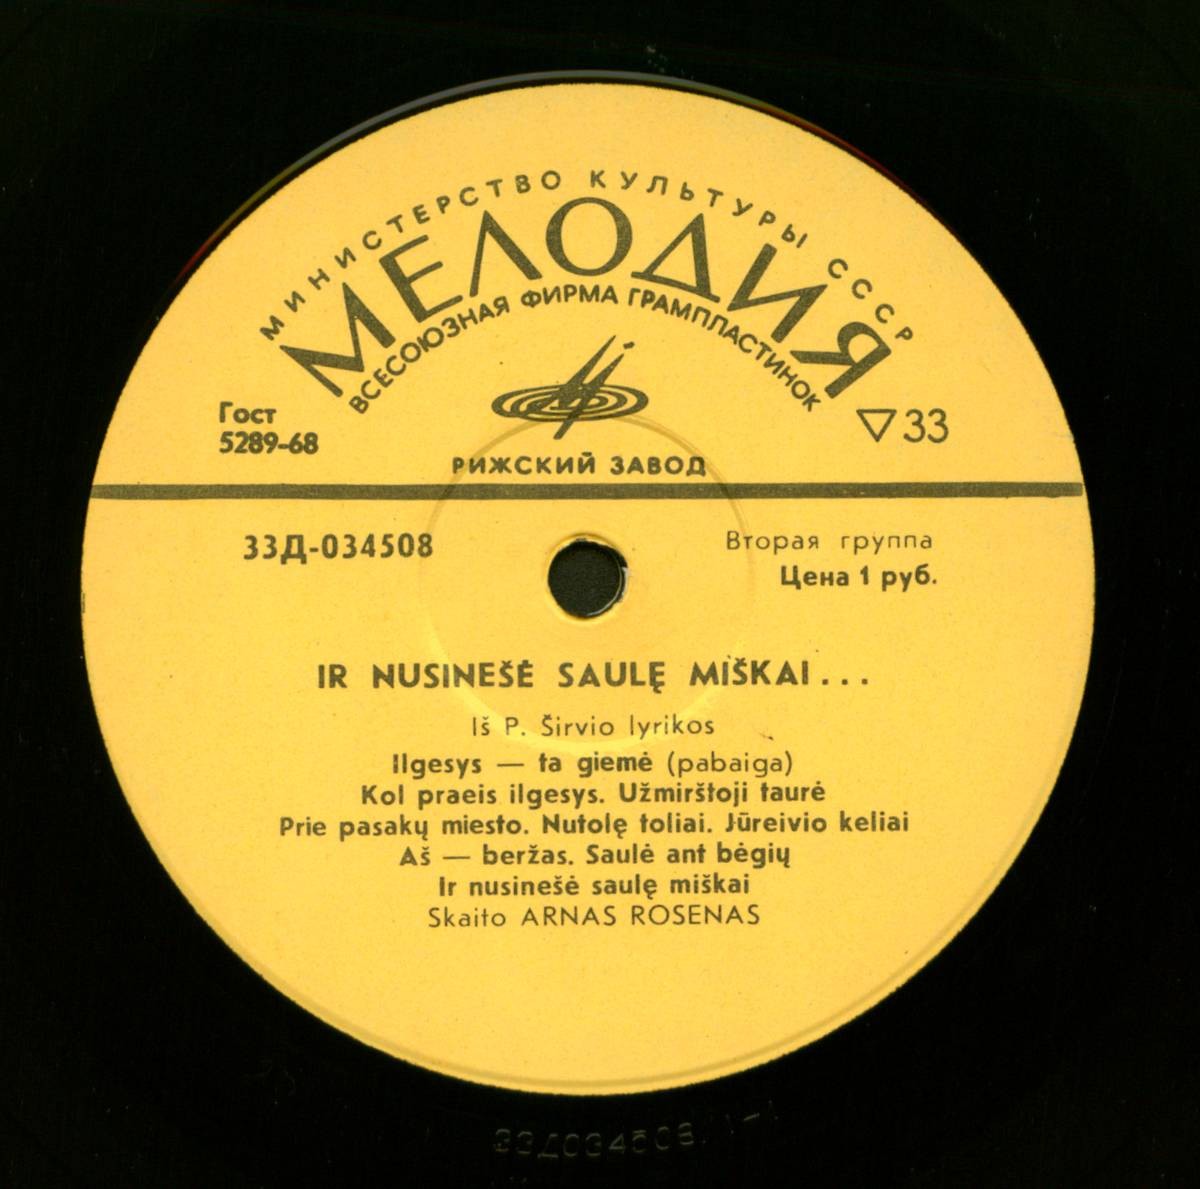 МИНИСТЕРСТВО КУЛЬТУРЫ СССР
МЕЛОДИЯ
ВСЕСОЮЗНАЯ ФИРМА ГРАМПЛАСТИНОК
Гост
5289-68
▽33
РИЖСКИЙ ЗАВОД
33Д-034508
Вторая группа
Цена 1 руб.
IR NUSINEŠĖ SAULĘ MIŠKAI...
Iš P. Širvio lyrikos
Ilgesys — ta giemė (pabaiga)
Kol praeis ilgesys. Užmirštoji taurė
Prie pasakų miesto. Nutolę toliai. Jūreivio keliai
Aš — beržas. Saulė ant bėgių
Ir nusinešė saulę miškai
Skaito ARNAS ROSENAS
33Д034508